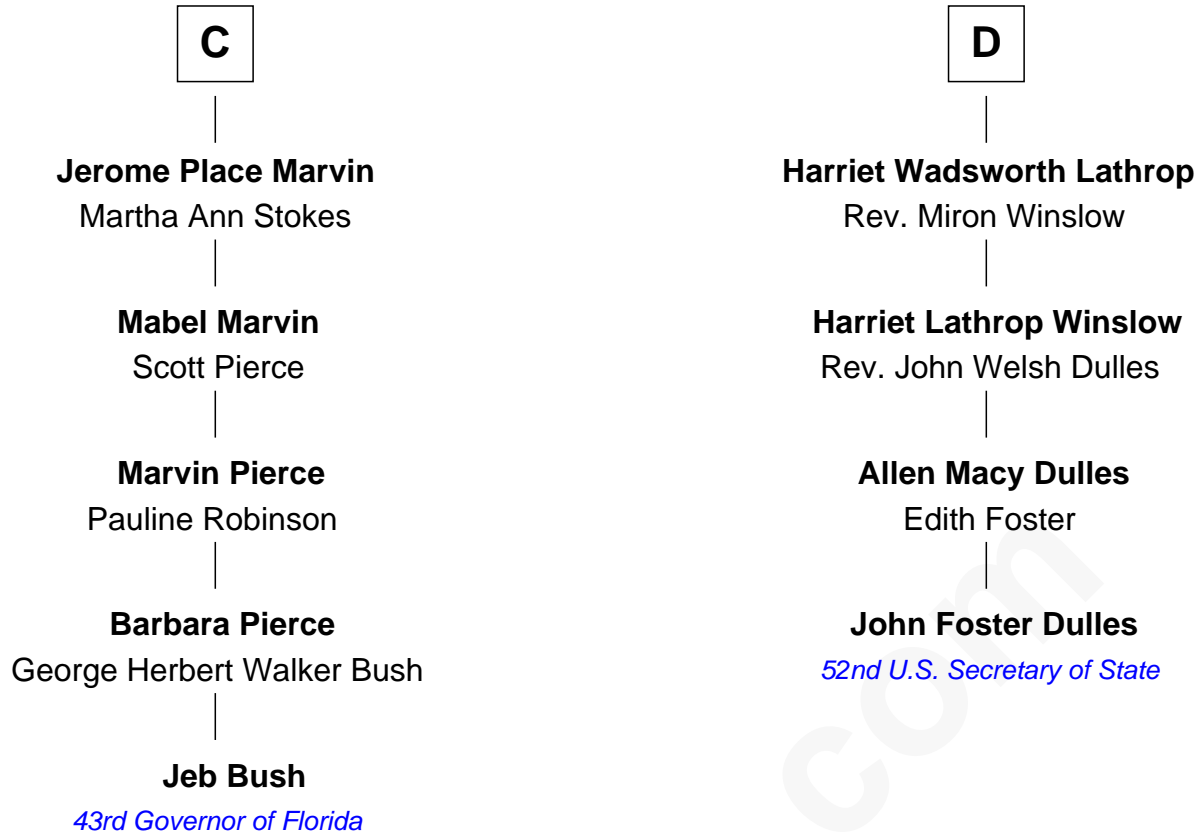 C
Jerome Place Marvin
Martha Ann Stokes
Mabel Marvin
Scott Pierce
Marvin Pierce
Pauline Robinson
Barbara Pierce
George Herbert Walker Bush
Jeb Bush
43rd Governor of Florida
D
Harriet Wadsworth Lathrop
Rev. Miron Winslow
Harriet Lathrop Winslow
Rev. John Welsh Dulles
Allen Macy Dulles
Edith Foster
John Foster Dulles
52nd U.S. Secretary of State
com